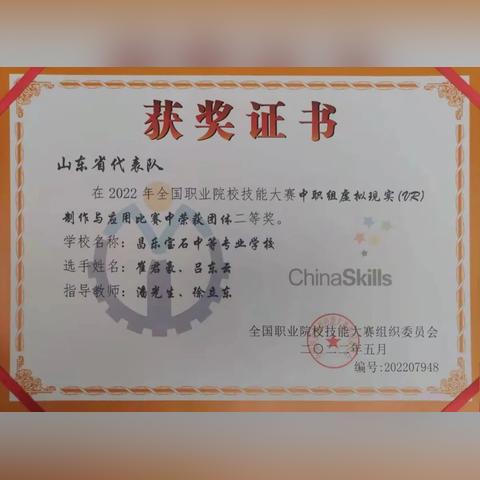 获奖证书
山东省代表队
在2022年全国职业院校技能大赛中职组虚拟现实(VR)
制作与应用比赛中荣获团体二等奖。
学校名称：昌乐宝石中等专业学校
选手姓名：崔君豪、吕东云
指导教师：潘光生、徐立东
ChinaSkills
全国职业院校技能大赛组织委员会
二〇二二年五月
编号:202207948